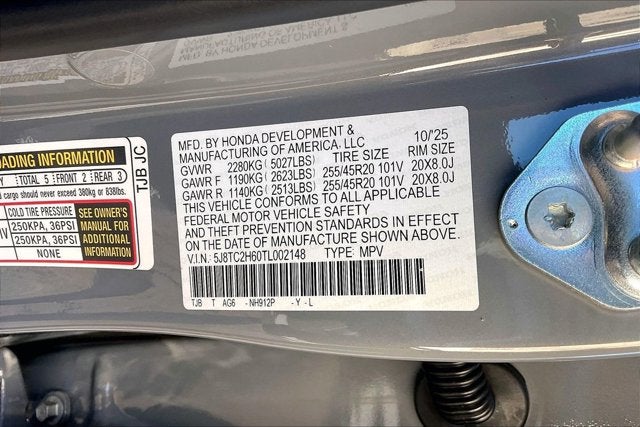 MFD. BY HONDA DEVELOPMENT &
MANUFACTURING OF AMERICA, LLC 10/'25
GVWR 2280KG ( 5027LBS) TIRE SIZE RIM SIZE
GAWR F 1190KG ( 2623LBS) 255/45R20 101V 20X8.0J
GAWR R 1140KG ( 2513LBS) 255/45R20 101V 20X8.0J
THIS VEHICLE CONFORMS TO ALL APPLICABLE
FEDERAL MOTOR VEHICLE SAFETY
AND THEFT PREVENTION STANDARDS IN EFFECT ON
THE DATE OF MANUFACTURE SHOWN ABOVE.
V.I.N.: 5J8TC2H60TL002148 TYPE: MPV
TJB T AG6 -NH912P -Y-L
OADING INFORMATION
TOTAL 5 FRONT 2 REAR 3
d cargo should never exceed 380kg or 838lbs.
COLD TIRE PRESSURE
250KPA, 36PSI
250KPA, 36PSI
NONE
SEE OWNER'S
MANUAL FOR
ADDITIONAL
INFORMATION
TJB JC